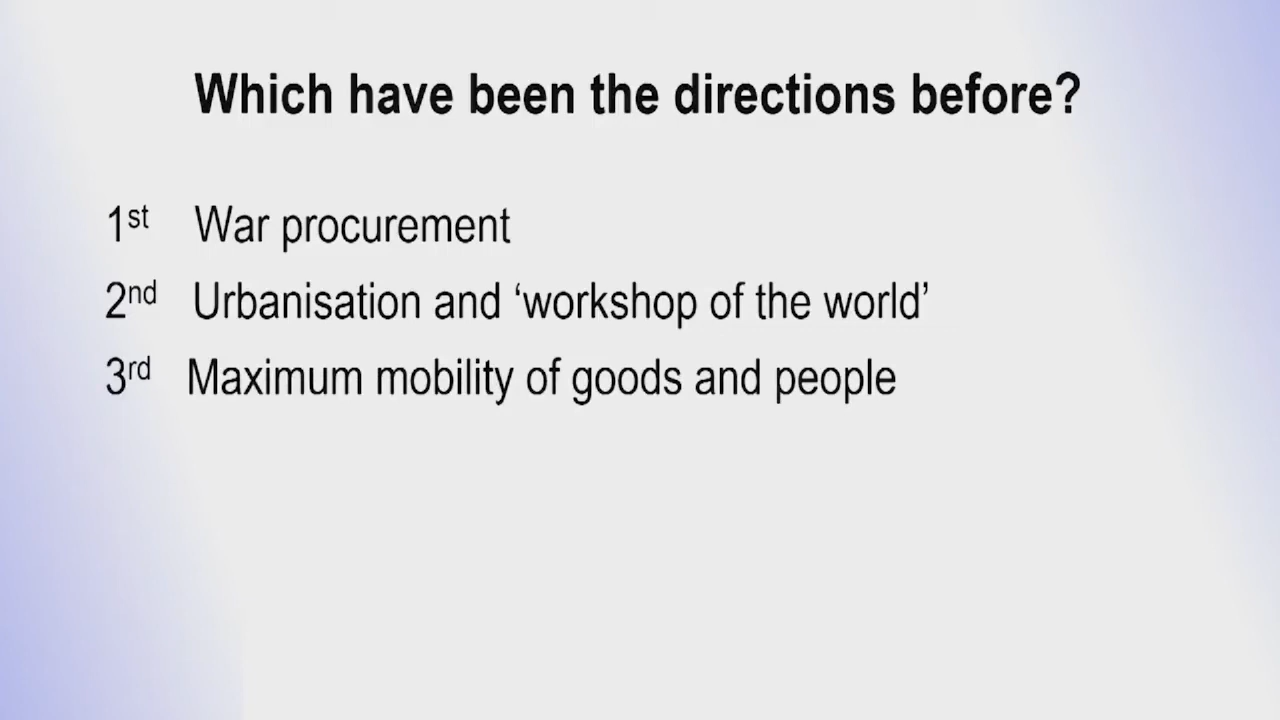 Which have been the directions before?
1st War procurement
2nd Urbanisation and ‘workshop of the world’
3rd Maximum mobility of goods and people